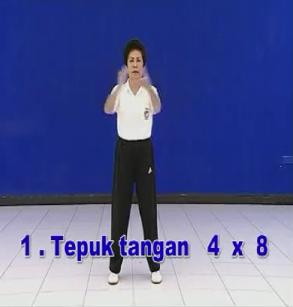 1 . Tepuk tangan 4 x 8